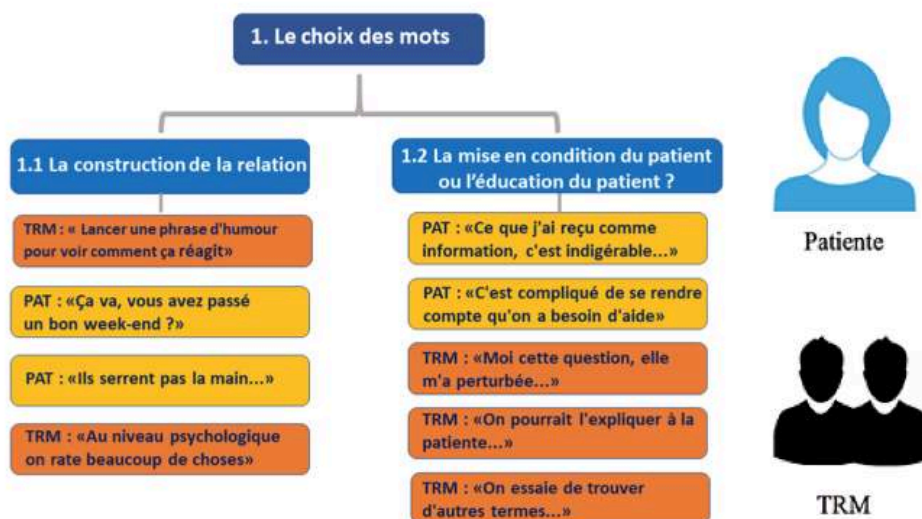 1. Le choix des mots
1.1 La construction de la relation
TRM : « Lancer une phrase d'humour
pour voir comment ça réagit»
PAT : «Ça va, vous avez passé
un bon week-end ?»
PAT : «Ils serrent pas la main...»
TRM : «Au niveau psychologique
on rate beaucoup de choses»
1.2 La mise en condition du patient
ou l'éducation du patient ?
PAT : «Ce que j'ai reçu comme
information, c'est indigérable...»
PAT : «C'est compliqué de se rendre
compte qu'on a besoin d'aide»
TRM : «Moi cette question, elle
m'a perturbée...»
TRM : «On pourrait l'expliquer à la
patiente...»
TRM : «On essaie de trouver
d'autres termes...»
Patiente
TRM